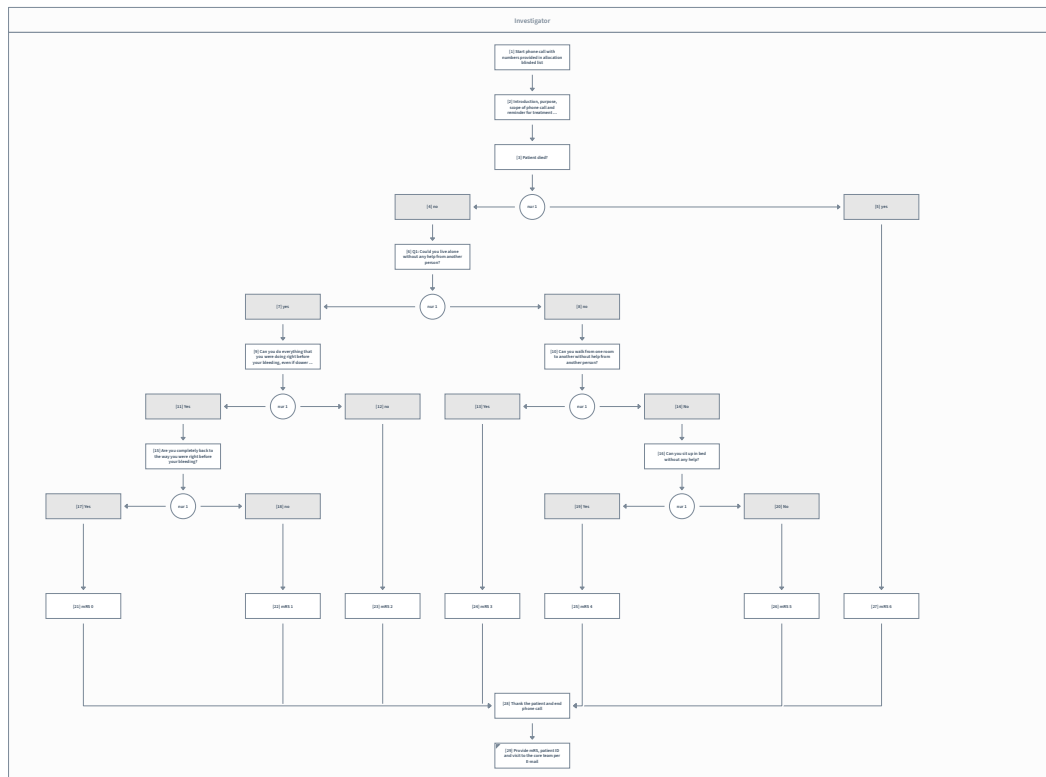 Investigator
[1] Start phone call with
numbers provided in allocation
blinded list
[2] Introduction, purpose,
scope of phone call and
reminder for treatment ...
[3] Patient died?
[4] no
nur 1
[5] yes
[6] Q1: Could you live alone
without any help from another
person?
[7] yes
nur 1
[8] no
[9] Can you do everything that
you were doing right before
your bleeding, even if slower ...
[10] Can you walk from one room
to another without help from
another person?
[11] Yes
nur 1
[12] no
[13] Yes
nur 1
[14] No
[15] Are you completely back to
the way you were right before
your bleeding?
[16] Can you sit up in bed
without any help?
[17] Yes
nur 1
[18] no
[19] Yes
nur 1
[20] No
[21] mRS 0
[22] mRS 1
[23] mRS 2
[24] mRS 3
[25] mRS 4
[26] mRS 5
[27] mRS 6
[28] Thank the patient and end
phone call
[29] Provide mRS, patient ID
and visit to the core team per
E-mail